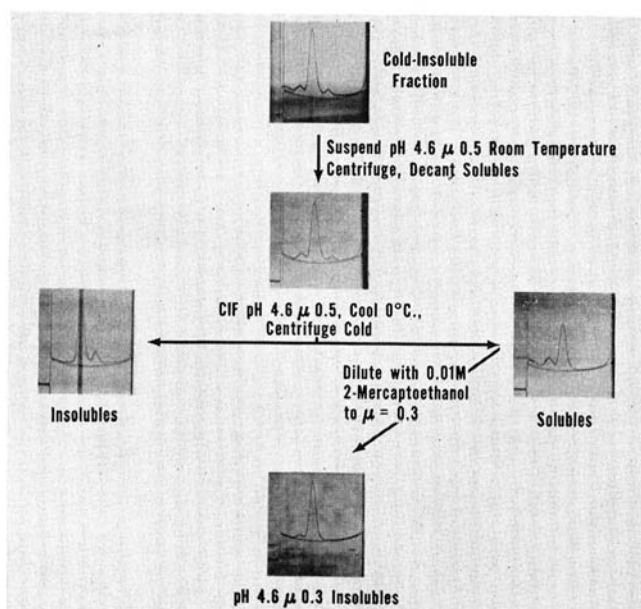 Cold-Insoluble
Fraction
Suspend pH 4.6 μ 0.5 Room Temperature
Centrifuge, Decant Solubles
CIF pH 4.6 μ 0.5, Cool 0°C.,
Centrifuge Cold
Insolubles
Dilute with 0.01M
2-Mercaptoethanol
to μ = 0.3
Solubles
pH 4.6 μ 0.3 Insolubles